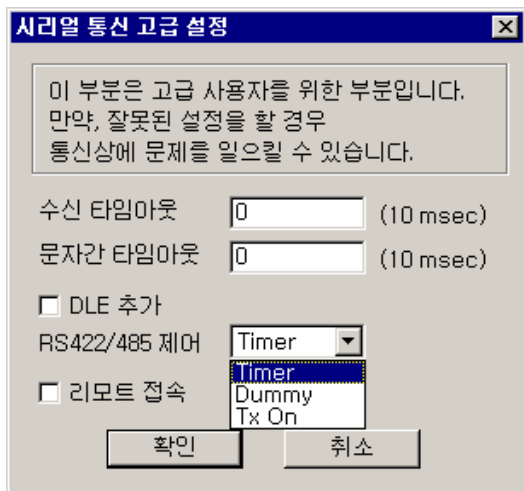 시리얼 통신 고급 설정
이 부분은 고급 사용자를 위한 부분입니다.
만약, 잘못된 설정을 할 경우
통신상에 문제를 일으킬 수 있습니다.
수신 타임아웃 0 (10 msec)
문자간 타임아웃 0 (10 msec)
DLE 추가
RS422/485 제어 Timer
Timer
Dummy
리모트 접속
Tx On
확인 취소